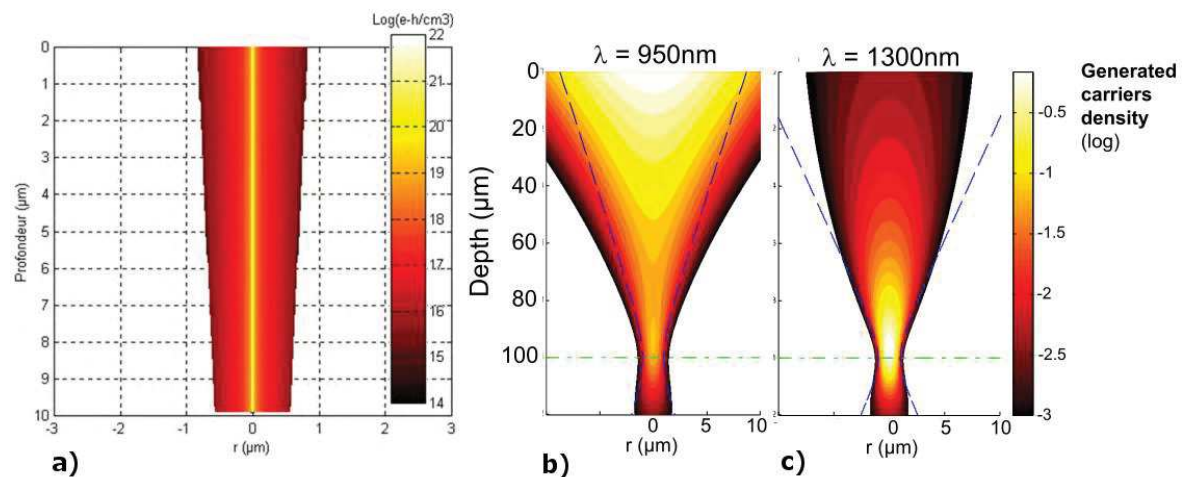 Log(e-h/cm3)
0
1
2
3
4
5
6
7
8
9
10
Profondeur (µm)
-3
-2
-1
0
1
2
3
r (µm)
22
21
20
19
18
17
16
15
14
a)
λ = 950nm
0
20
40
60
80
100
Depth (µm)
0
10
r (µm)
b)
λ = 1300nm
0
10
r (µm)
c)
-0.5
-1
-1.5
-2
-2.5
-3
Generated
carriers
density
(log)